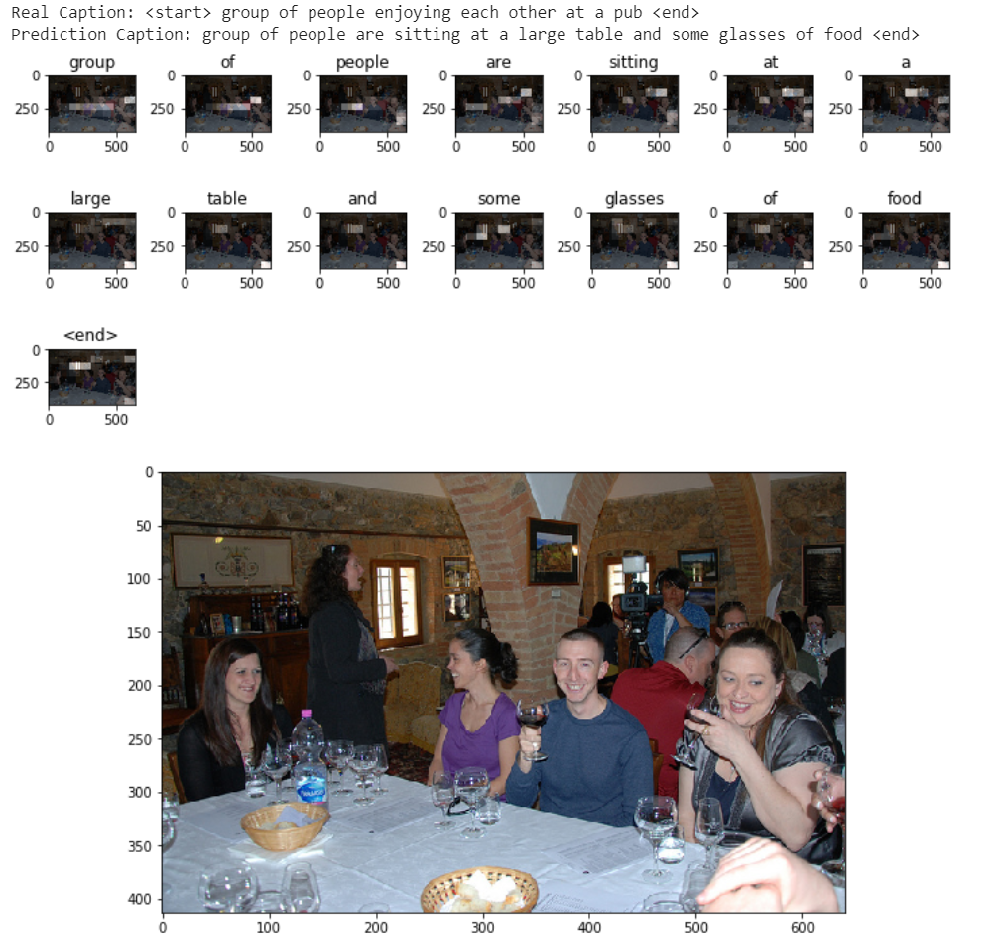 Real Caption: <start> group of people enjoying each other at a pub <end>
Prediction Caption: group of people are sitting at a large table and some glasses of food <end>
group of people are sitting at a
0 0 0 0 0 0 0
250 250 250 250 250 250 250
0 500 0 500 0 500 0 500 0 500 0 500 0 500
large table and some glasses of food
0 0 0 0 0 0 0
250 250 250 250 250 250 250
0 500 0 500 0 500 0 500 0 500 0 500 0 500
<end>
0
250
0 500
0
50
100
150
200
250
300
350
400
0 100 200 300 400 500 600